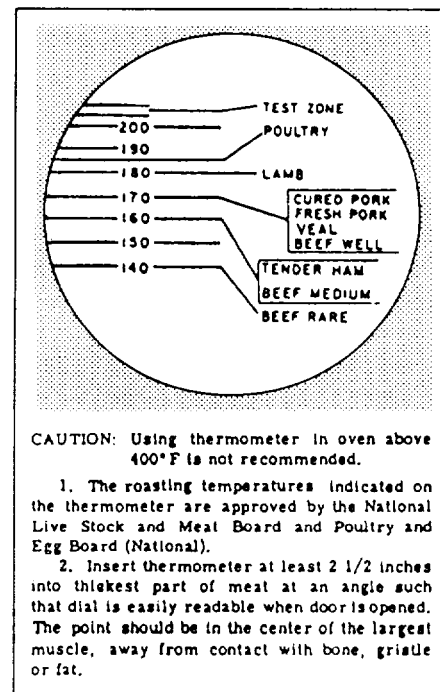 TEST ZONE
200
POULTRY
190
180 LAMB
170
CURED PORK
FRESH PORK
VEAL
BEEF WELL
160
150
TENDER HAM
BEEF MEDIUM
140
BEEF RARE
CAUTION: Using thermometer in oven above
400°F is not recommended.
1. The roasting temperatures indicated on
the thermometer are approved by the National
Live Stock and Meat Board and Poultry and
Egg Board (National).
2. Insert thermometer at least 2 1/2 inches
into thickest part of meat at an angle such
that dial is easily readable when door is opened.
The point should be in the center of the largest
muscle, away from contact with bone, gristle
or fat.